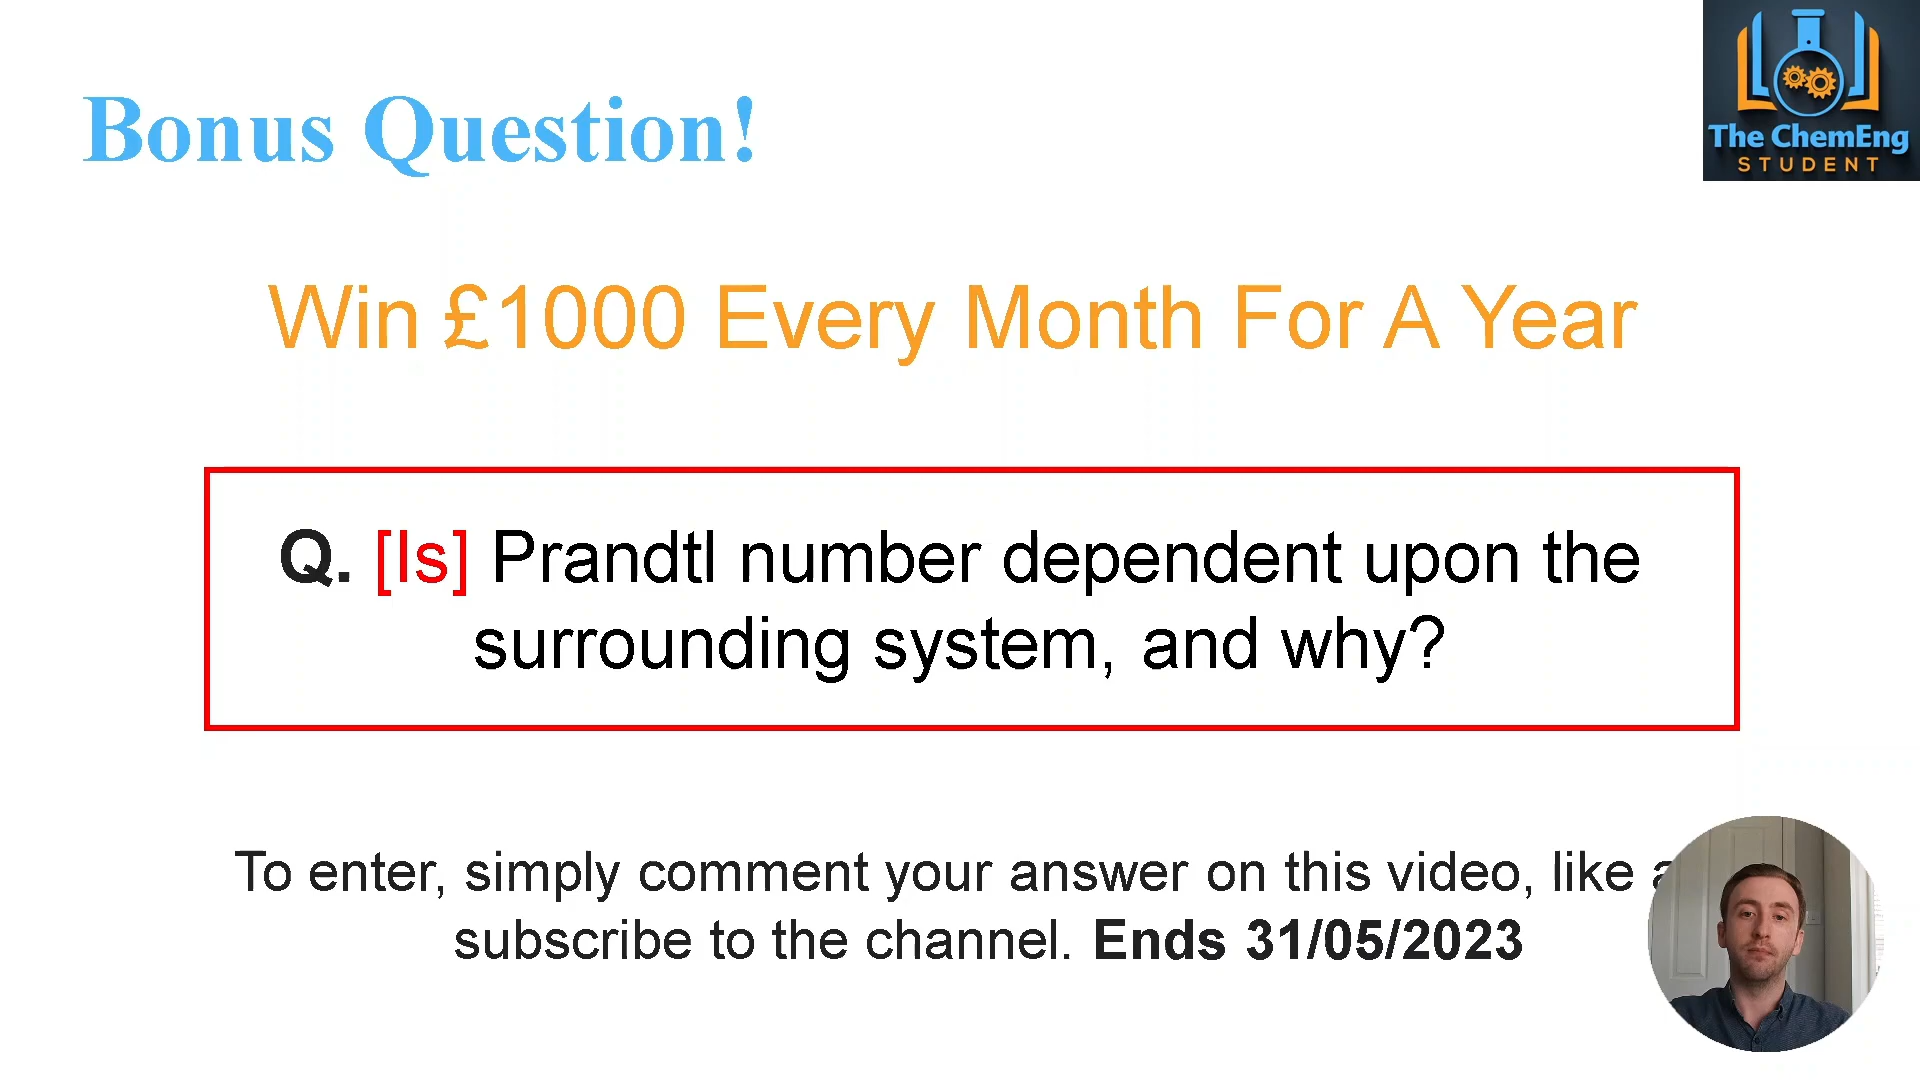 Bonus Question!
The ChemEng
STUDENT
Win £1000 Every Month For A Year
Q. [Is] Prandtl number dependent upon the
surrounding system, and why?
To enter, simply comment your answer on this video, like
subscribe to the channel. Ends 31/05/2023